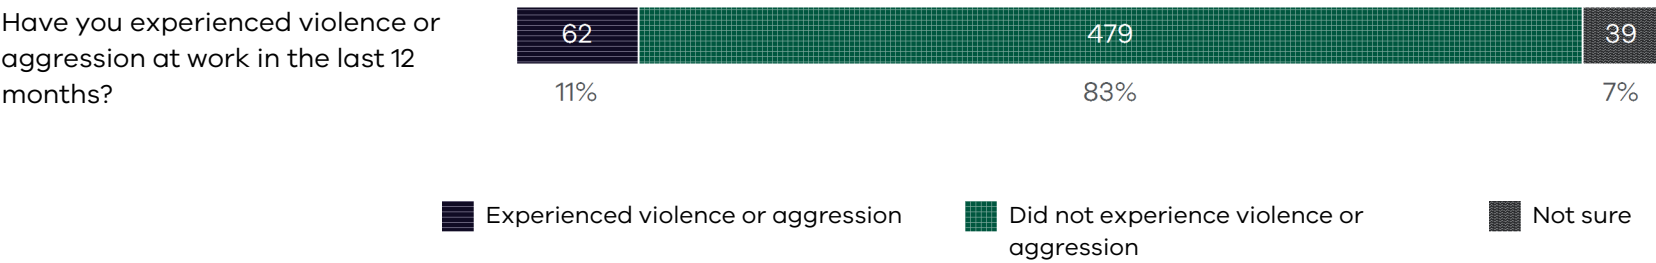 Have you experienced violence or
aggression at work in the last 12
months?
62
479
39
11%
83%
7%
Experienced violence or aggression
Did not experience violence or
aggression
Not sure